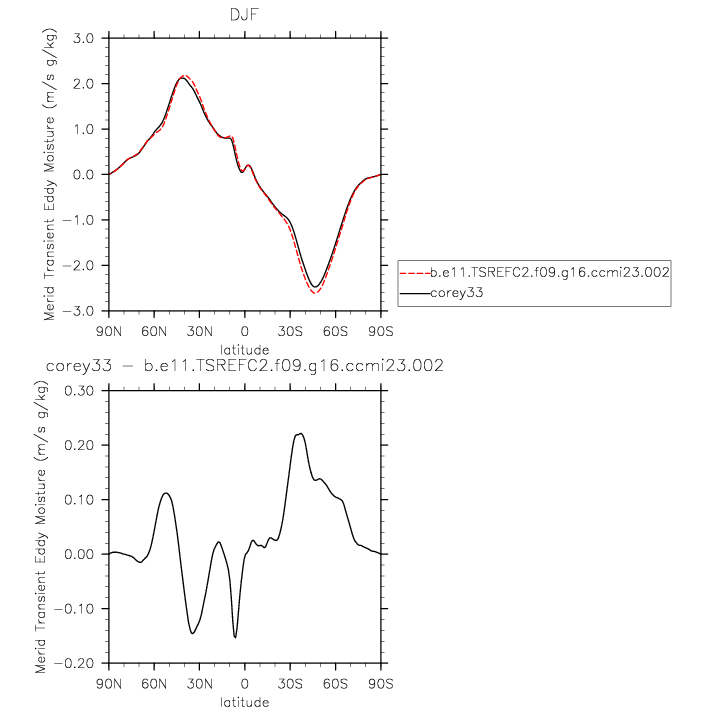 DJF
Merid Transient Eddy Moisture (m/s g/kg)
3.0
2.0
1.0
0.0
−1.0
−2.0
−3.0
90N 60N 30N 0 30S 60S 90S
latitude
b.e11.TSREFC2.f09.g16.ccmi23.002
corey33
corey33 − b.e11.TSREFC2.f09.g16.ccmi23.002
Merid Transient Eddy Moisture (m/s g/kg)
0.30
0.20
0.10
0.00
−0.10
−0.20
90N 60N 30N 0 30S 60S 90S
latitude